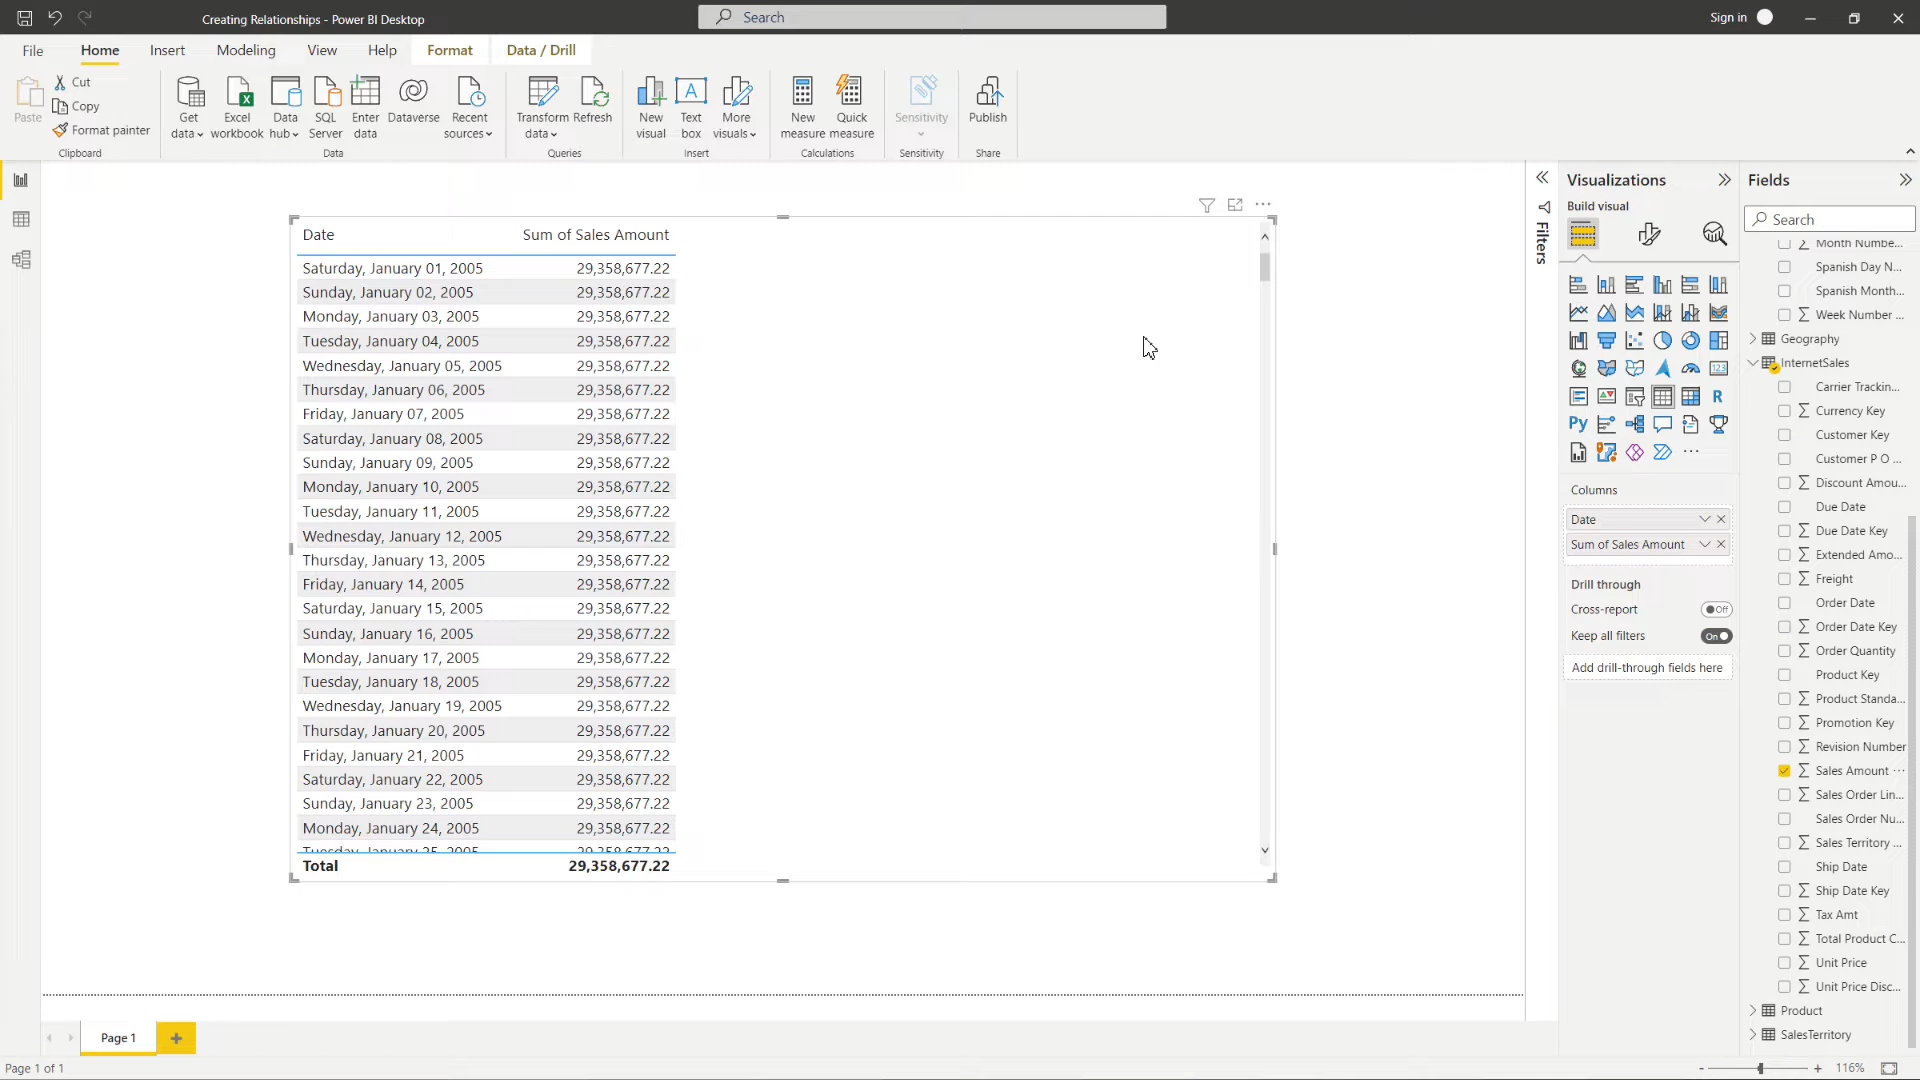 Creating Relationships - Power BI Desktop
Search
Sign in
File Home Insert Modeling View Help Format Data / Drill
Paste
Cut
Copy
Format painter
Clipboard
Get data
Excel workbook
Data hub
SQL Server
Enter data
Dataverse
Recent sources
Data
Transform data
Refresh
Queries
New visual
A
Text box
More visuals
Insert
New measure
Quick measure
Calculations
Sensitivity
Sensitivity
Publish
Share
Date Sum of Sales Amount
Saturday, January 01, 2005 29,358,677.22
Sunday, January 02, 2005 29,358,677.22
Monday, January 03, 2005 29,358,677.22
Tuesday, January 04, 2005 29,358,677.22
Wednesday, January 05, 2005 29,358,677.22
Thursday, January 06, 2005 29,358,677.22
Friday, January 07, 2005 29,358,677.22
Saturday, January 08, 2005 29,358,677.22
Sunday, January 09, 2005 29,358,677.22
Monday, January 10, 2005 29,358,677.22
Tuesday, January 11, 2005 29,358,677.22
Wednesday, January 12, 2005 29,358,677.22
Thursday, January 13, 2005 29,358,677.22
Friday, January 14, 2005 29,358,677.22
Saturday, January 15, 2005 29,358,677.22
Sunday, January 16, 2005 29,358,677.22
Monday, January 17, 2005 29,358,677.22
Tuesday, January 18, 2005 29,358,677.22
Wednesday, January 19, 2005 29,358,677.22
Thursday, January 20, 2005 29,358,677.22
Friday, January 21, 2005 29,358,677.22
Saturday, January 22, 2005 29,358,677.22
Sunday, January 23, 2005 29,358,677.22
Monday, January 24, 2005 29,358,677.22
Tuesday, January 25, 2005 29,358,677.22
Total 29,358,677.22
Filters
Visualizations
Build visual
123
R
Py
Columns
Date
Sum of Sales Amount
Drill through
Cross-report Off
Keep all filters On
Add drill-through fields here
Fields
Search
Month Numbe...
Spanish Day N...
Spanish Month...
Week Number ...
Geography
InternetSales
Carrier Trackin...
Currency Key
Customer Key
Customer P O ...
Discount Amou...
Due Date
Due Date Key
Extended Amo...
Freight
Order Date
Order Date Key
Order Quantity
Product Key
Product Standa...
Promotion Key
Revision Number
Sales Amount ...
Sales Order Lin...
Sales Order Nu...
Sales Territory ...
Ship Date
Ship Date Key
Tax Amt
Total Product C...
Unit Price
Unit Price Disc...
Product
SalesTerritory
Page 1
Page 1 of 1
116%